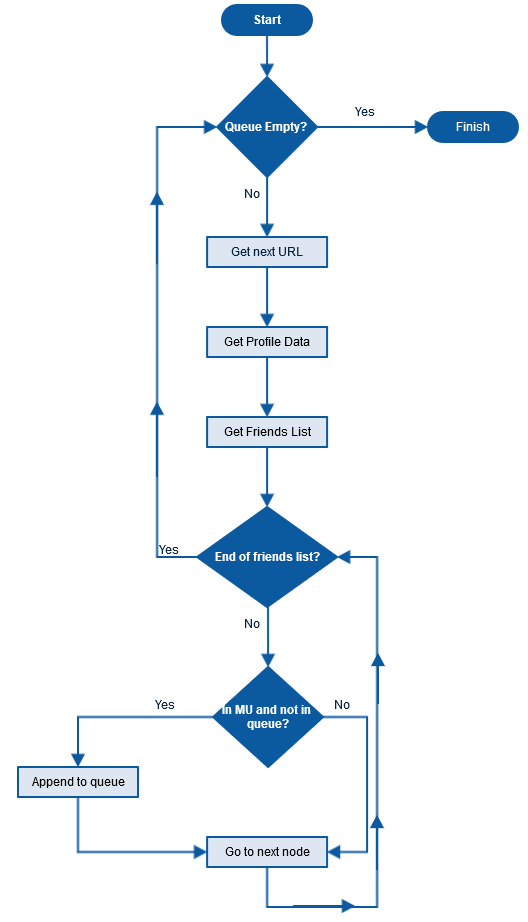 Start
Queue Empty?
Yes
Finish
No
Get next URL
Get Profile Data
Get Friends List
Yes
End of friends list?
No
In MU and not in
queue?
Yes
No
Append to queue
Go to next node